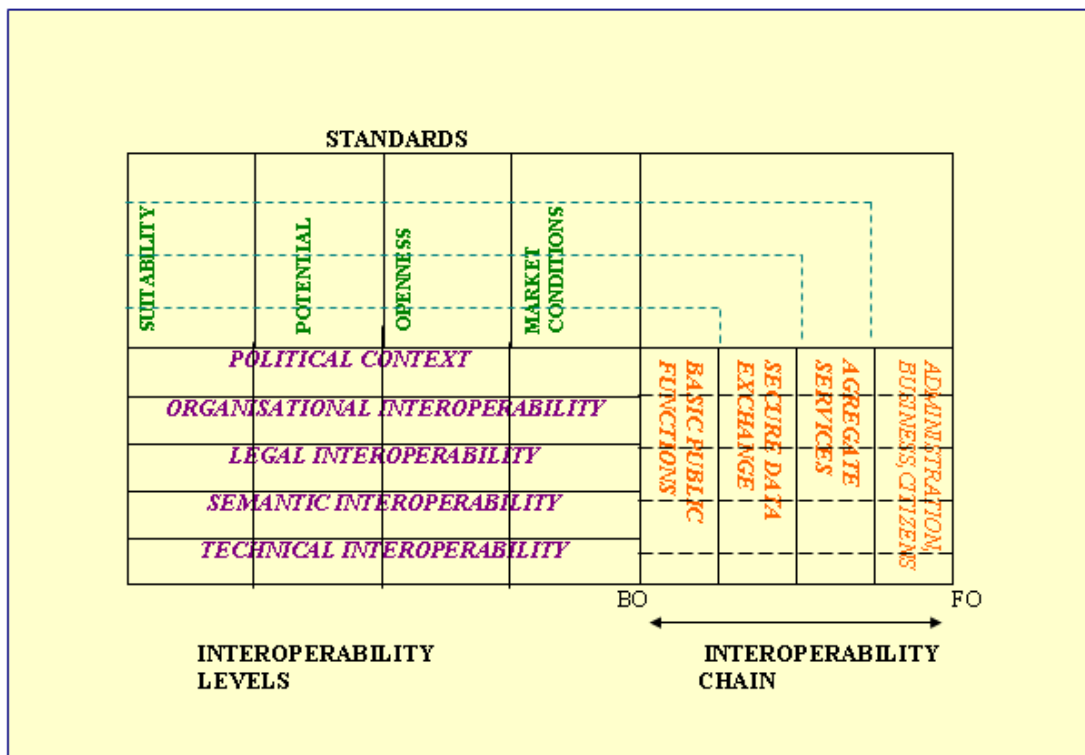 STANDARDS
SUITABILITY
POTENTIAL
OPENNESS
MARKET
CONDITIONS
POLITICAL CONTEXT
ORGANISATIONAL INTEROPERABILITY
LEGAL INTEROPERABILITY
SEMANTIC INTEROPERABILITY
TECHNICAL INTEROPERABILITY
BASIC PUBLIC
FUNCTIONS
SECURE DATA
EXCHANGE
AGREGATE
SERVICES
ADMINISTRATION,
BUSINESS, CITIZENS
BO
FO
INTEROPERABILITY
LEVELS
INTEROPERABILITY
CHAIN